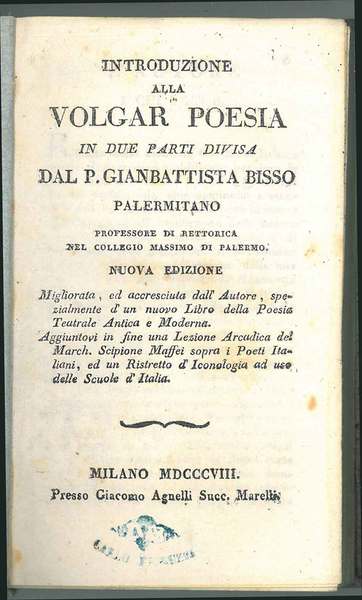 INTRODUZIONE
ALLA
VOLGAR POESIA
IN DUE PARTI DIVISA
DAL P. GIANBATTISTA BISSO
PALERMITANO
PROFESSORE DI RETTORICA
NEL COLLEGIO MASSIMO DI PALERMO.
NUOVA EDIZIONE
Migliorata, ed accresciuta dall' Autore, spe-
zialmente d' un nuovo Libro della Poesia
Teatrale Antica e Moderna.
Aggiuntovi in fine una Lezione Arcadica del
March. Scipione Maffei sopra i Poeti Ita-
liani, ed un Ristretto d' Iconologia ad uso
delle Scuole d' Italia.
MILANO MDCCCVIII.
Presso Giacomo Agnelli Succ. Marelli.